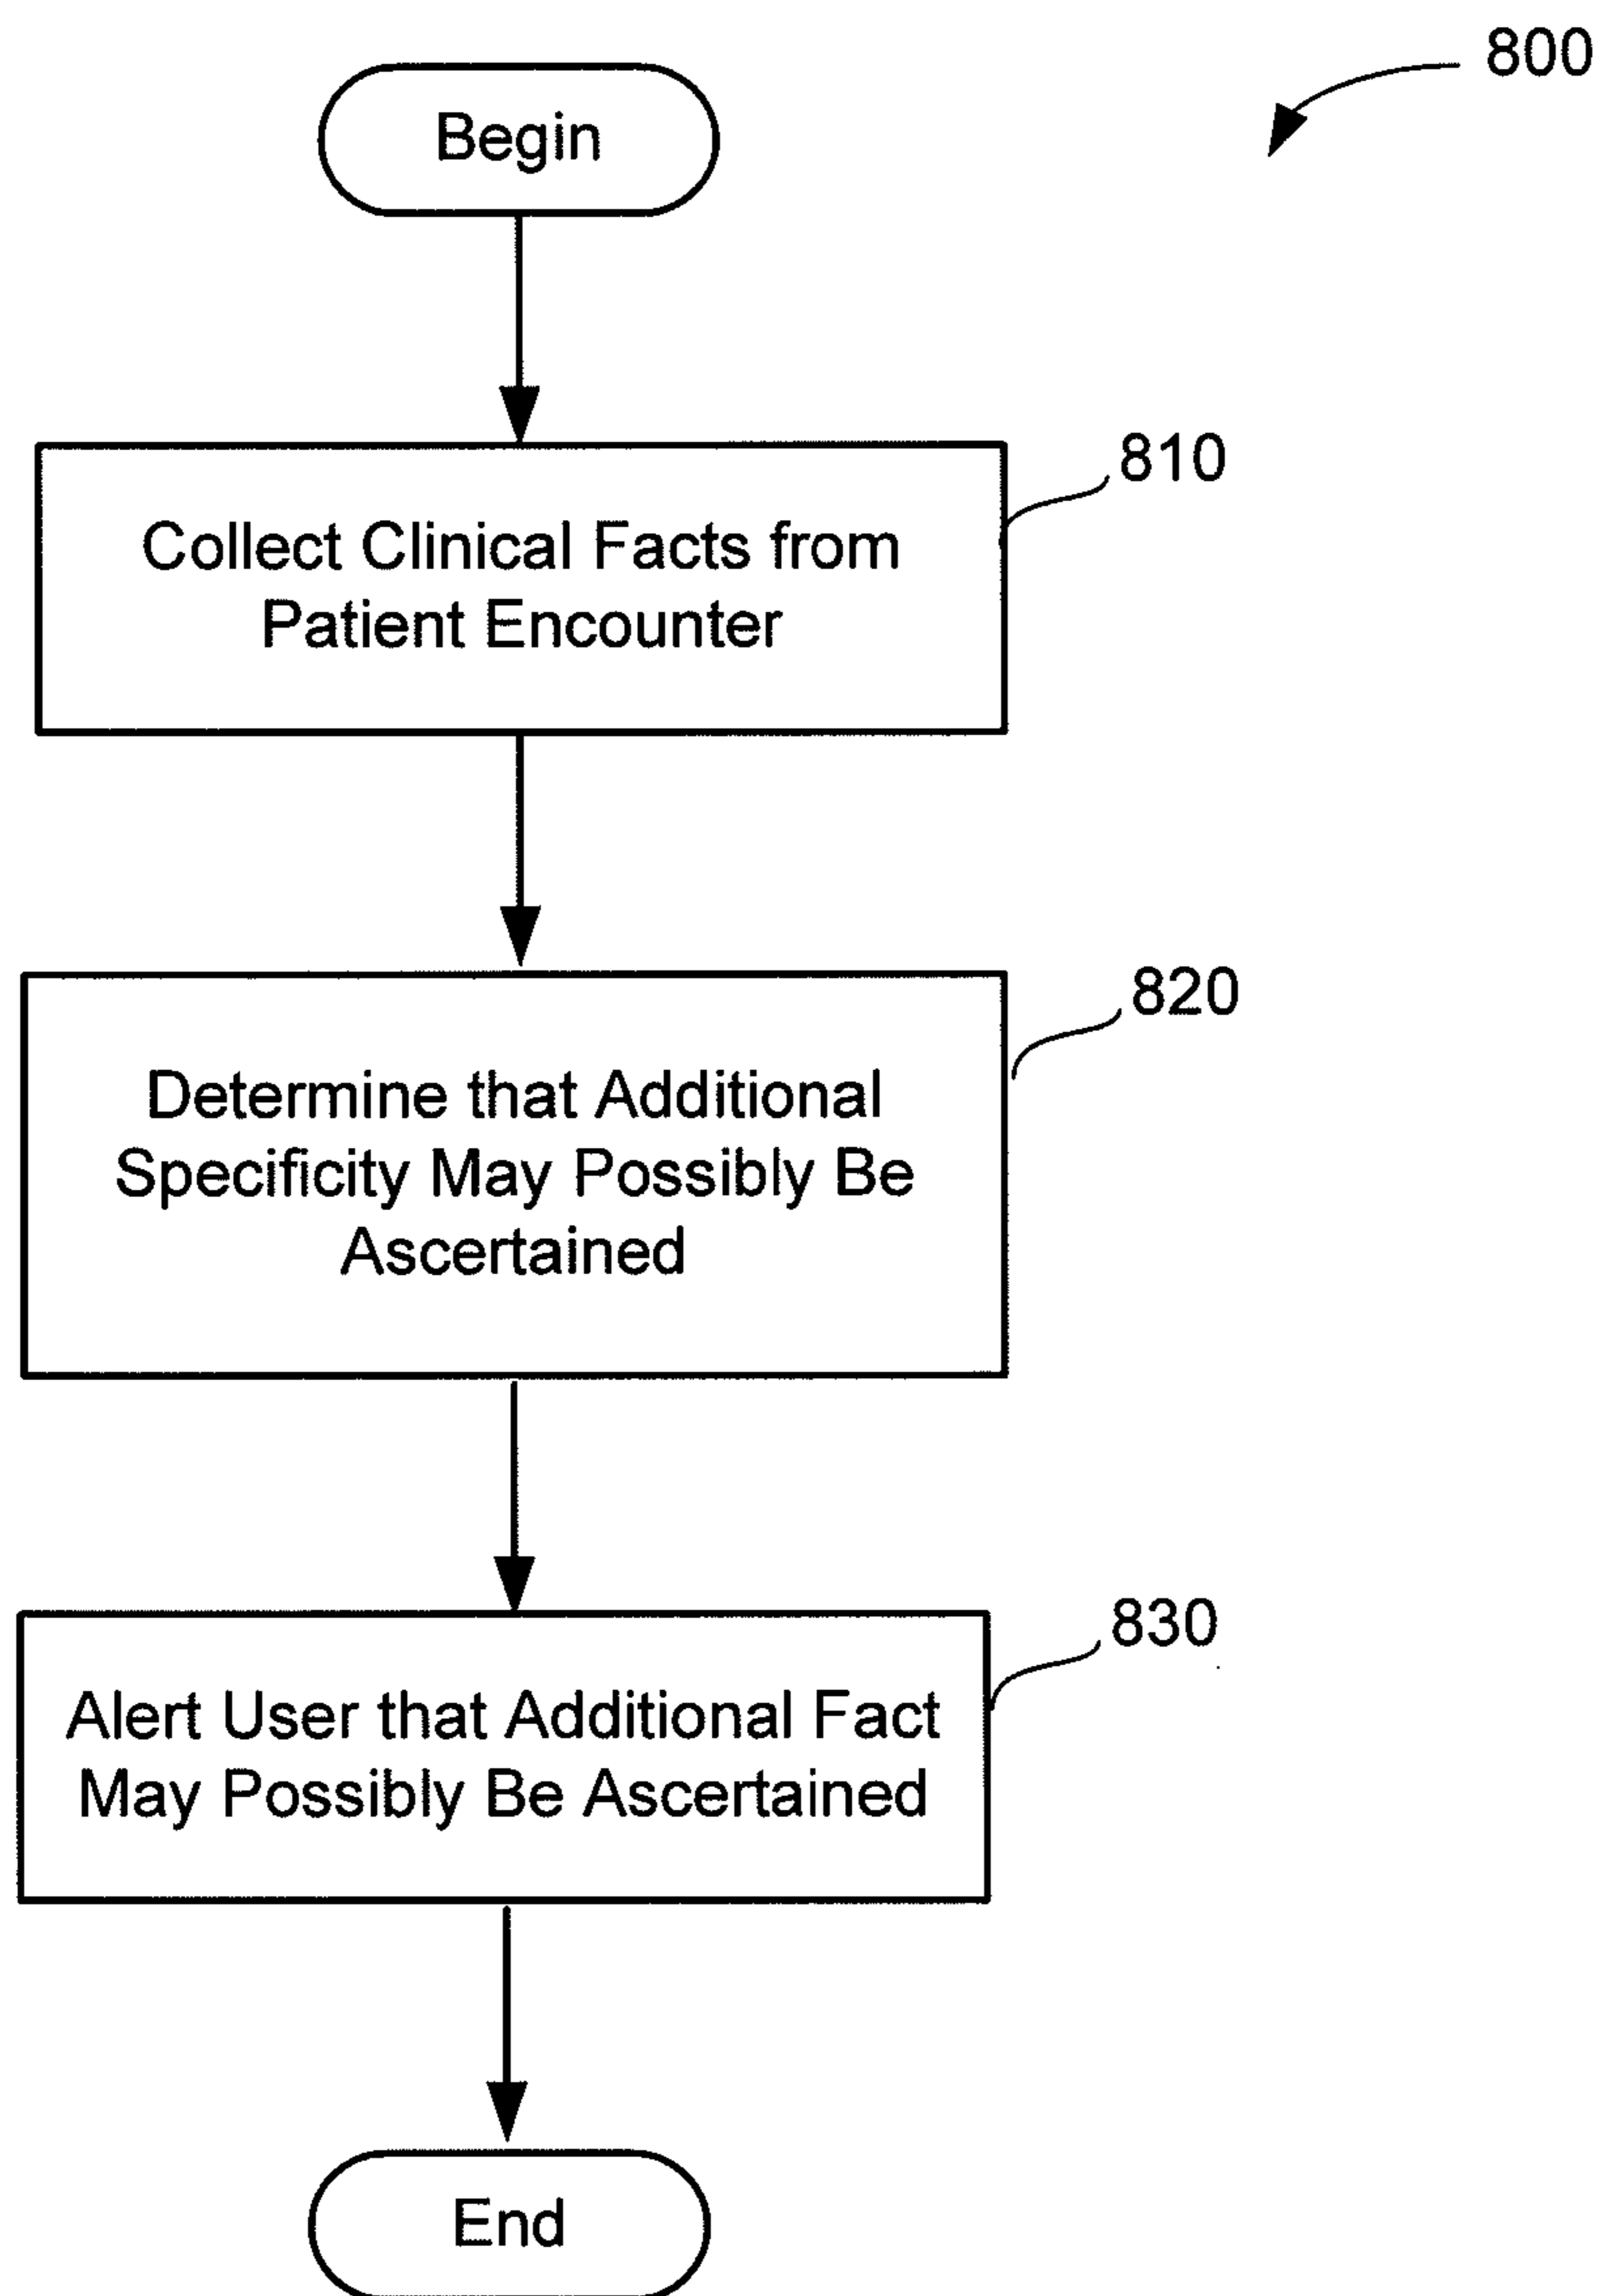 800
Begin
810
Collect Clinical Facts from
Patient Encounter
820
Determine that Additional
Specificity May Possibly Be
Ascertained
830
Alert User that Additional Fact
May Possibly Be Ascertained
End